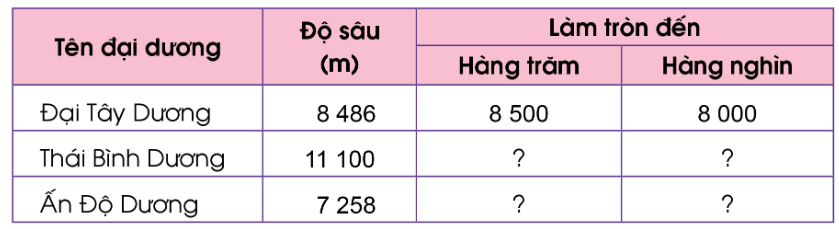 Tên đại dương Độ sâu (m) Làm tròn đến
Hàng trăm Hàng nghìn
Đại Tây Dương 8 486 8 500 8 000
Thái Bình Dương 11 100 ? ?
Ấn Độ Dương 7 258 ? ?